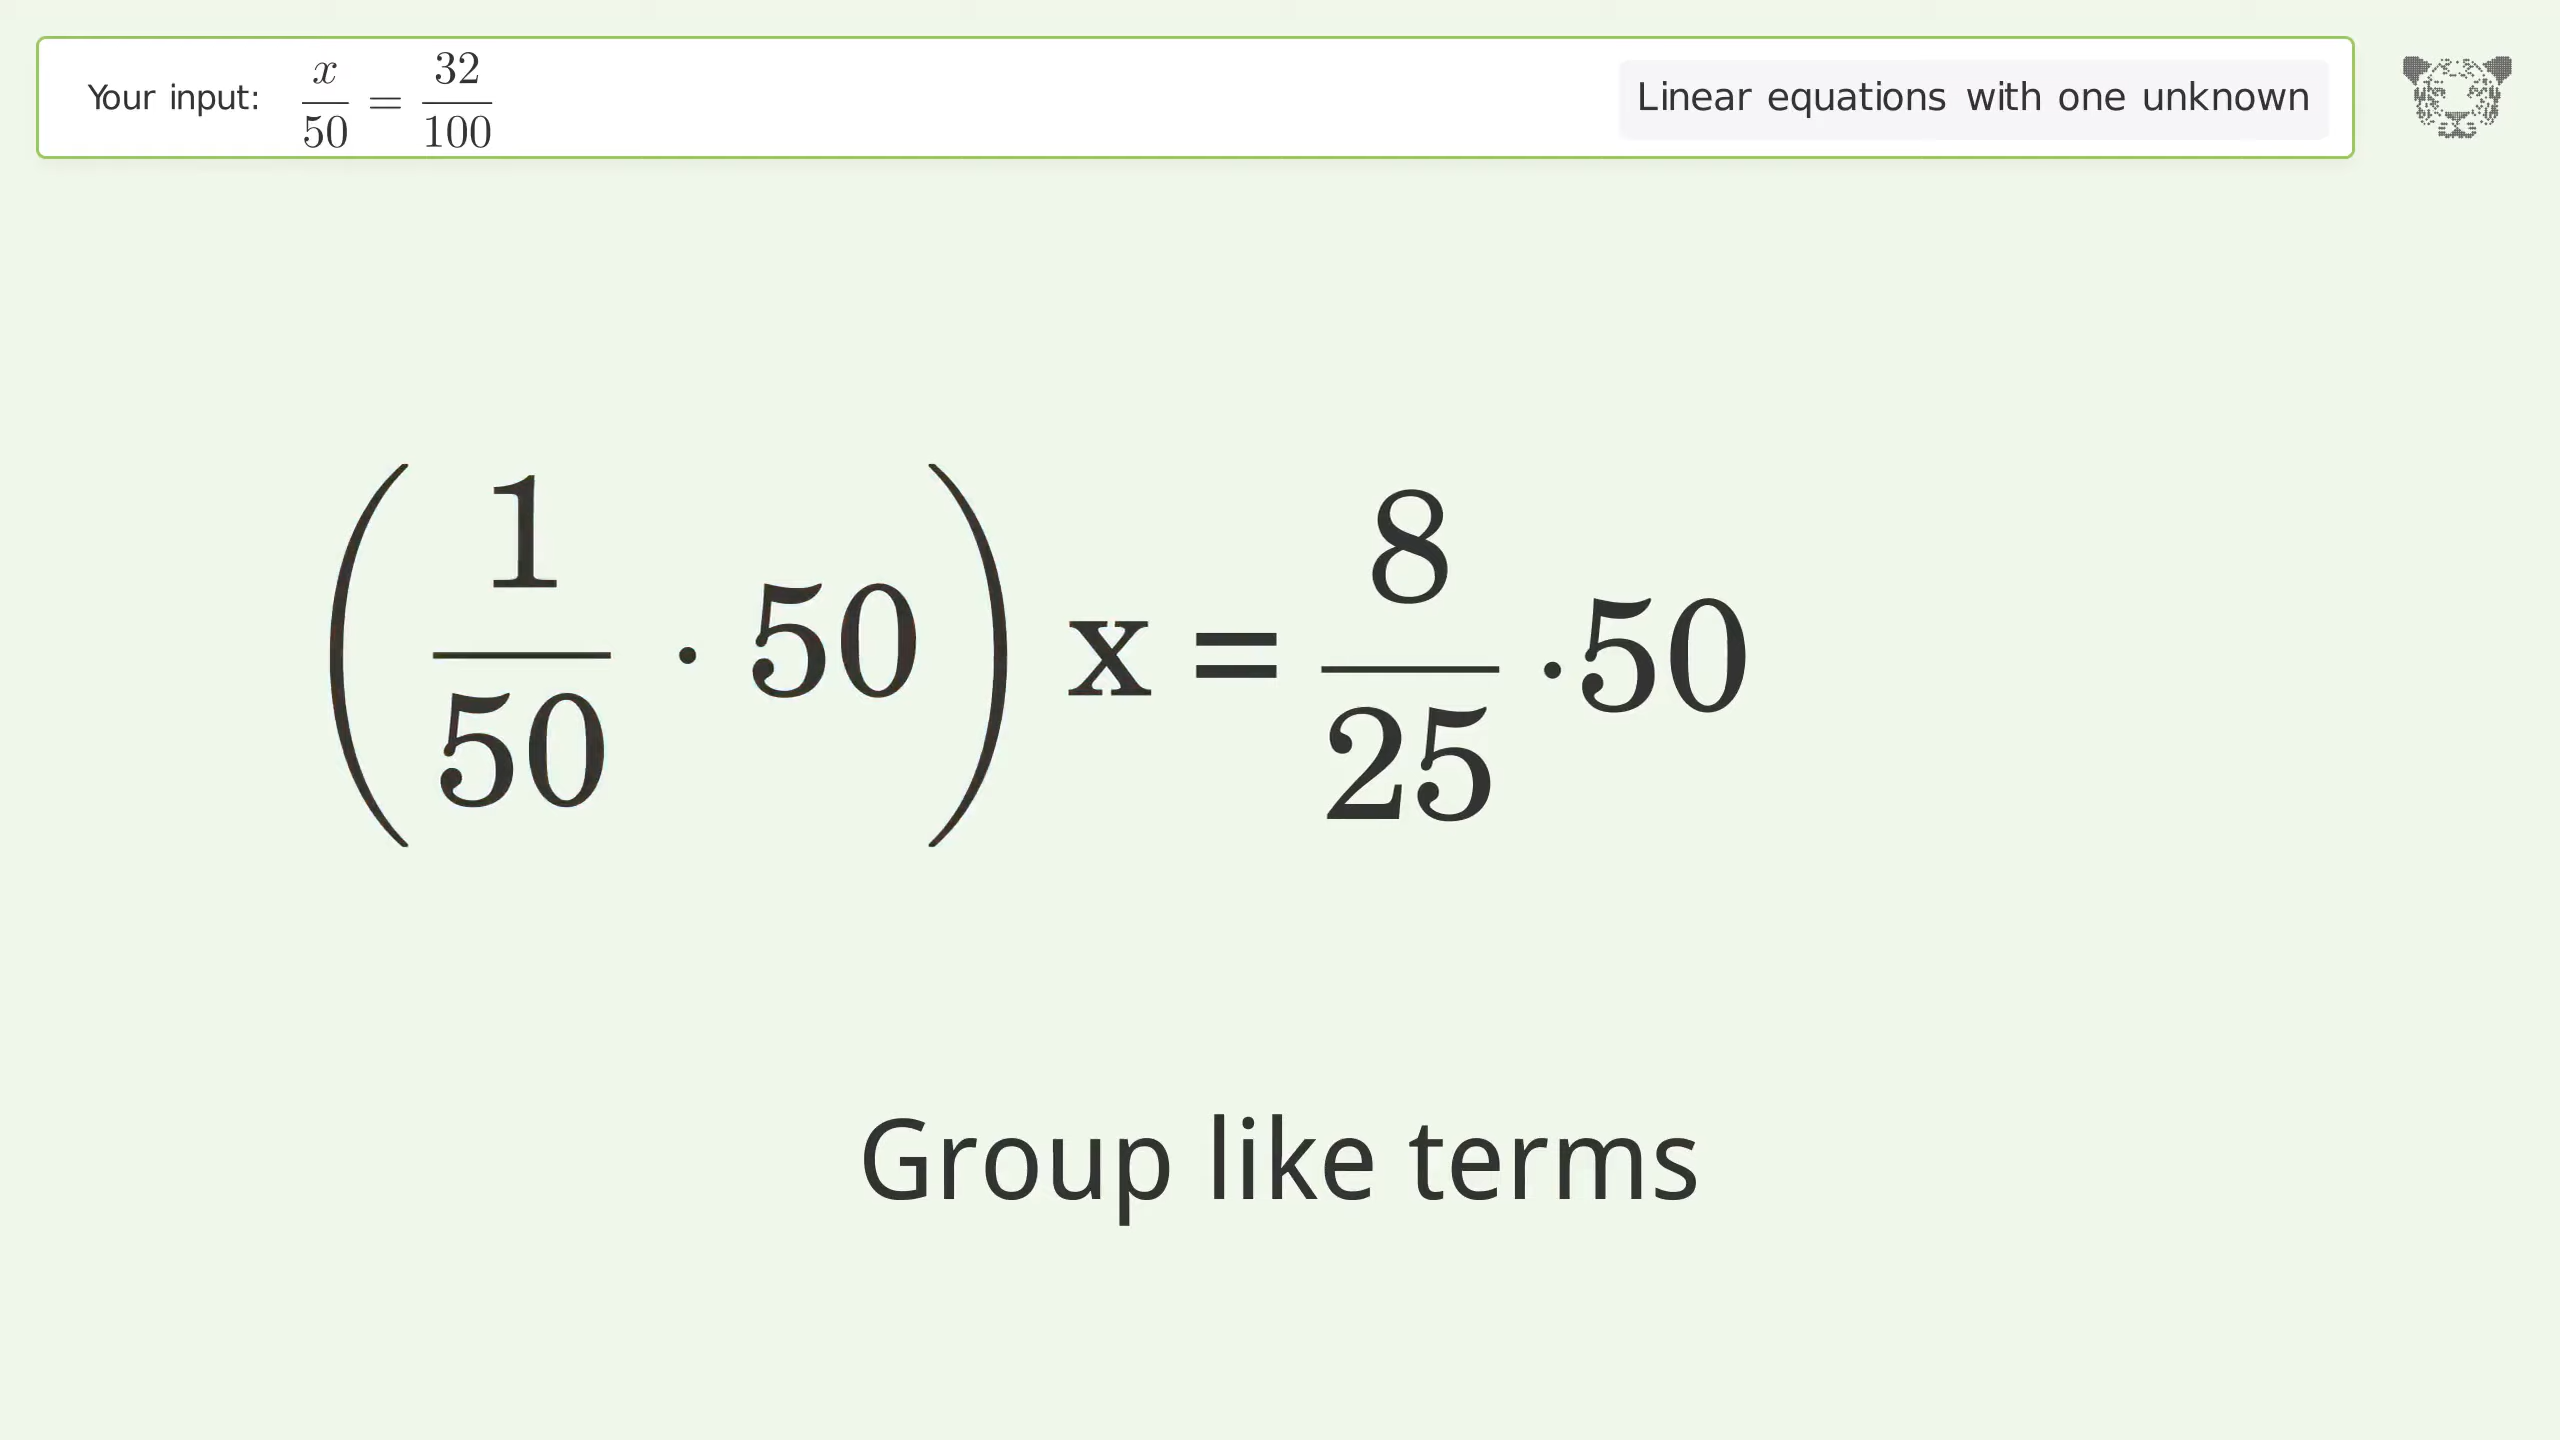 Your input: x/50 = 32/100
Linear equations with one unknown
(1/50 · 50) x = 8/25 · 50
Group like terms